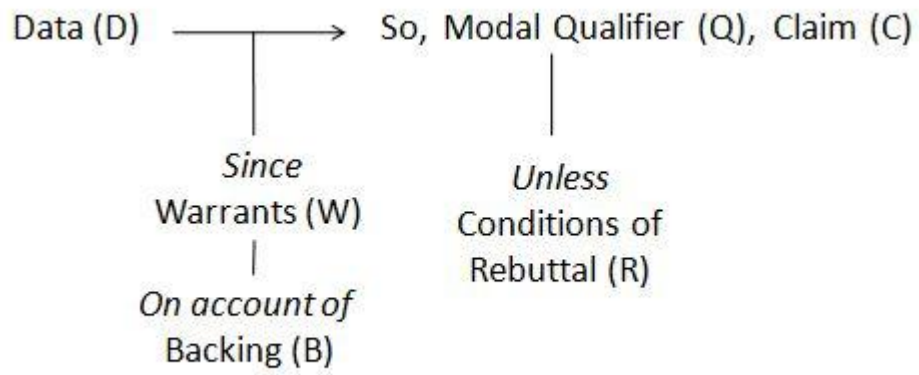 Data (D) So, Modal Qualifier (Q), Claim (C)
Since
Warrants (W)
On account of
Backing (B)
Unless
Conditions of
Rebuttal (R)